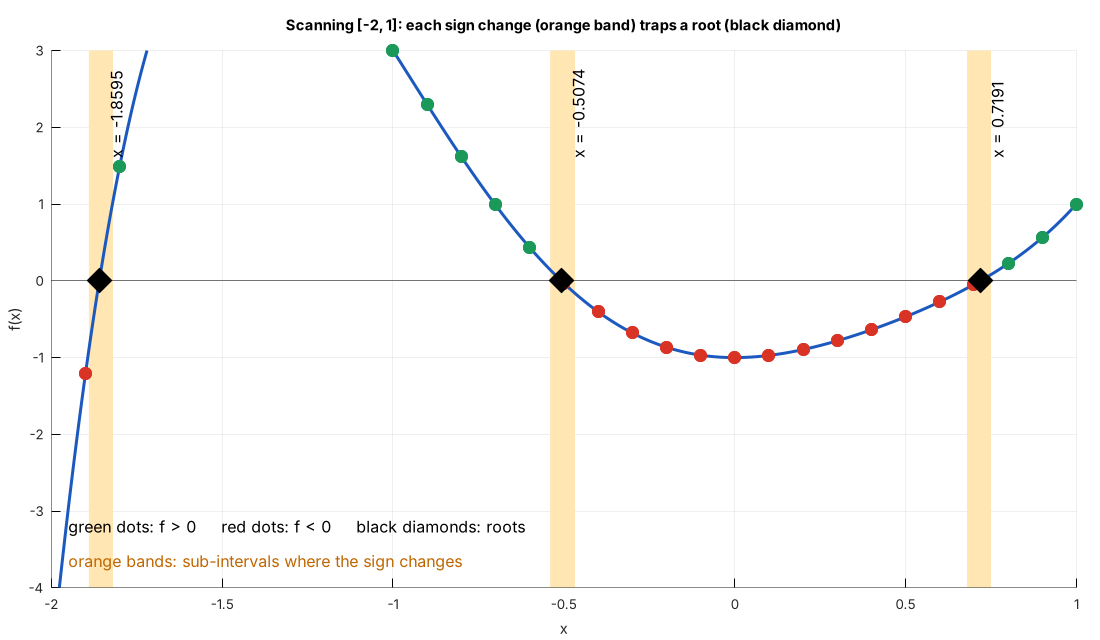 Scanning [-2, 1]: each sign change (orange band) traps a root (black diamond)
3
2
1
0
-1
-2
-3
-4
f(x)
x = -1.8595
x = -0.5074
x = 0.7191
green dots: f > 0 red dots: f < 0 black diamonds: roots
orange bands: sub-intervals where the sign changes
-2 -1.5 -1 -0.5 0 0.5 1
x